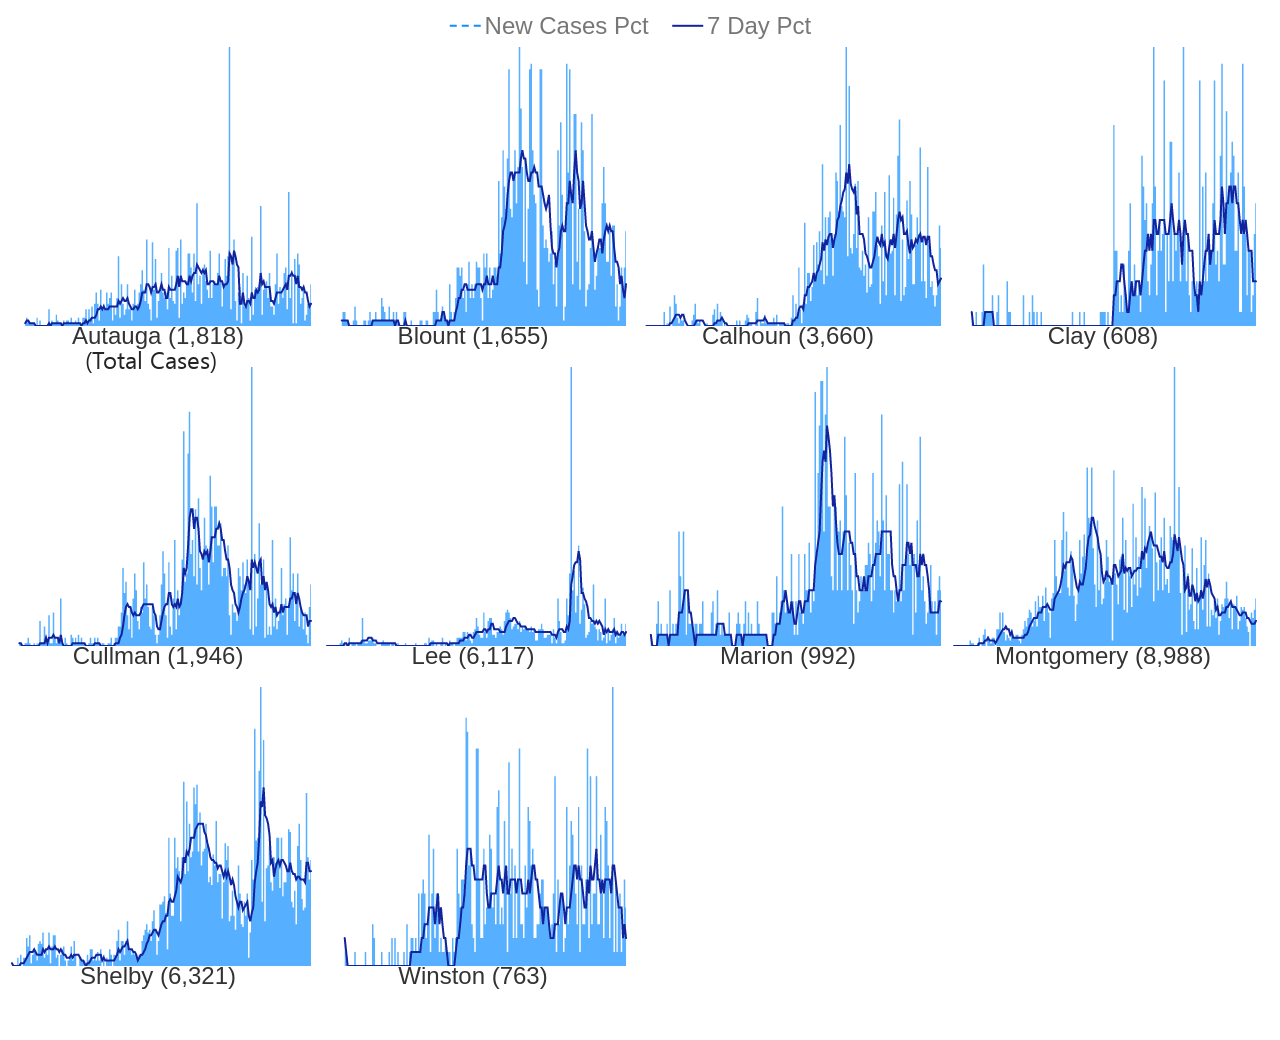 New Cases Pct 7 Day Pct
Autauga (1,818) Blount (1,655) Calhoun (3,660) Clay (608)
(Total Cases)
Cullman (1,946) Lee (6,117) Marion (992) Montgomery (8,988)
Shelby (6,321) Winston (763)